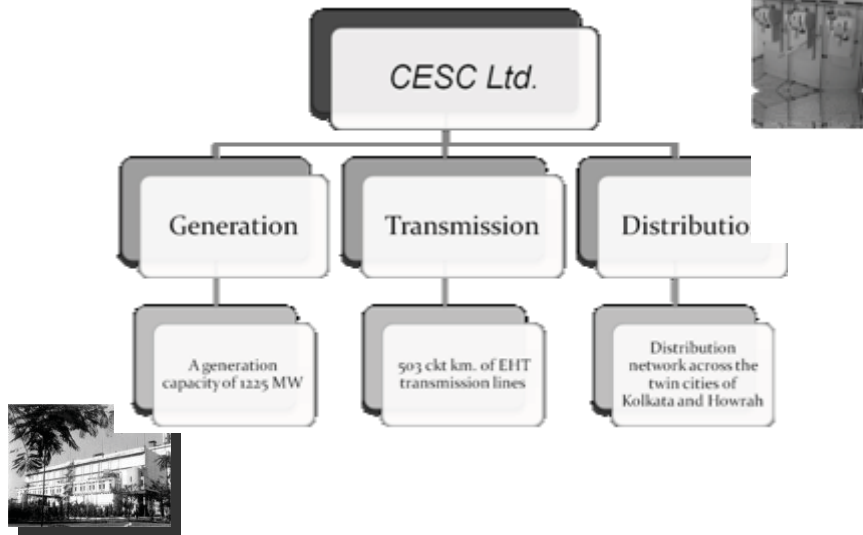 CESC Ltd.
Generation
Transmission
Distributio
A generation
capacity of 1225 MW
503 ckt km. of EHT
transmission lines
Distribution
network across the
twin cities of
Kolkata and Howrah